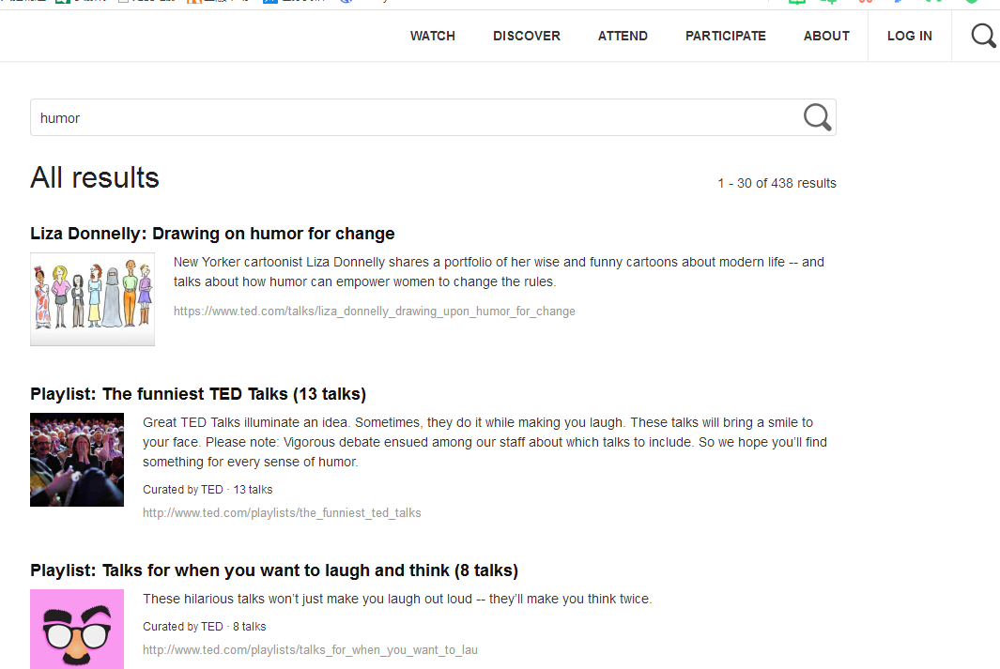 WATCH DISCOVER ATTEND PARTICIPATE ABOUT LOG IN
humor
All results
1 - 30 of 438 results
Liza Donnelly: Drawing on humor for change
New Yorker cartoonist Liza Donnelly shares a portfolio of her wise and funny cartoons about modern life -- and
talks about how humor can empower women to change the rules.
https://www.ted.com/talks/liza_donnelly_drawing_upon_humor_for_change
Playlist: The funniest TED Talks (13 talks)
Great TED Talks illuminate an idea. Sometimes, they do it while making you laugh. These talks will bring a smile to
your face. Please note: Vigorous debate ensued among our staff about which talks to include. So we hope you’ll find
something for every sense of humor.
Curated by TED · 13 talks
http://www.ted.com/playlists/the_funniest_ted_talks
Playlist: Talks for when you want to laugh and think (8 talks)
These hilarious talks won’t just make you laugh out loud -- they’ll make you think twice.
Curated by TED · 8 talks
http://www.ted.com/playlists/talks_for_when_you_want_to_lau